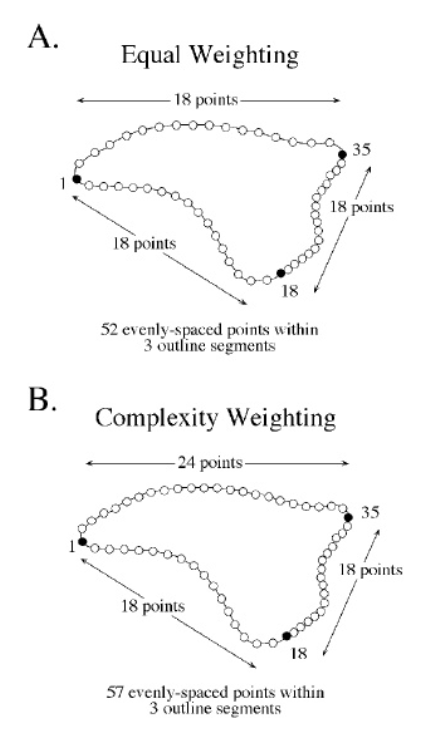 A.
Equal Weighting
18 points
35
1
18 points
18 points
18
52 evenly-spaced points within
3 outline segments
B.
Complexity Weighting
24 points
35
1
18 points
18 points
18
57 evenly-spaced points within
3 outline segments